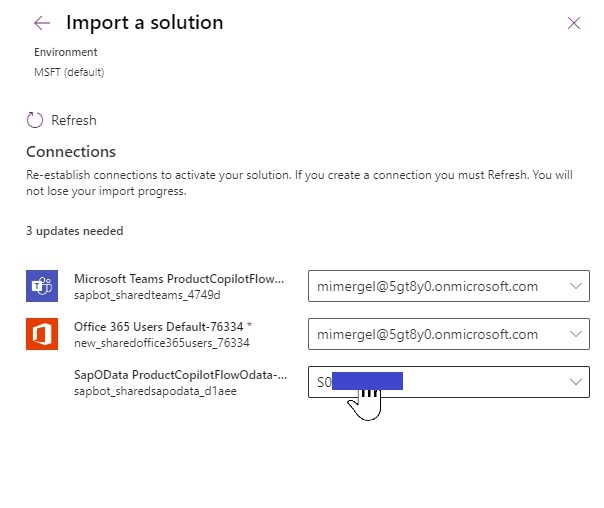 Import a solution
Environment
MSFT (default)
Refresh
Connections
Re-establish connections to activate your solution. If you create a connection you must Refresh. You will
not lose your import progress.
3 updates needed
Microsoft Teams ProductCopilotFlow...
sapbot_sharedteams_4749d
mimergel@5gt8y0.onmicrosoft.com
Office 365 Users Default-76334 *
new_sharedoffice365users_76334
mimergel@5gt8y0.onmicrosoft.com
SapOData ProductCopilotFlowOdata-...
sapbot_sharedsapodata_d1aee
S0